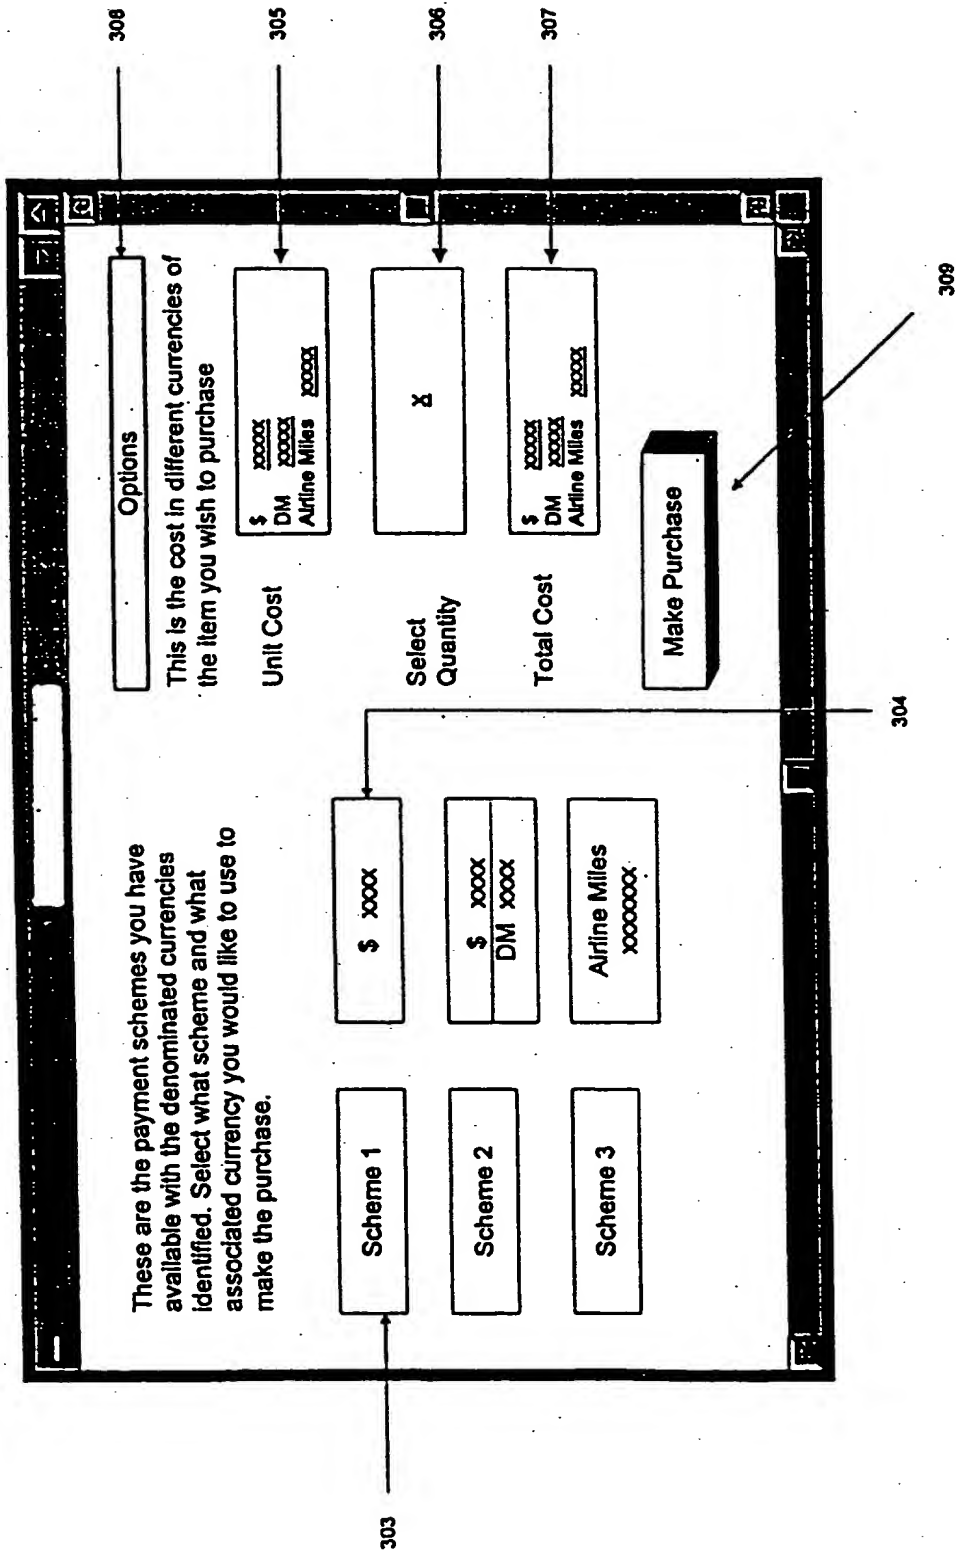 308
305
306
307
Options
This is the cost in different currencies of
the item you wish to purchase
Unit Cost
$ xxxxx
DM xxxxx
Airline Miles xxxxx
Select
Quantity
x
Total Cost
$ xxxxx
DM xxxxx
Airline Miles xxxxx
Make Purchase
309
These are the payment schemes you have
available with the denominated currencies
identified. Select what scheme and what
associated currency you would like to use to
make the purchase.
Scheme 1
$ xxxx
Scheme 2
$ xxxx
DM xxxx
Scheme 3
Airline Miles
xxxxxxx
304
303